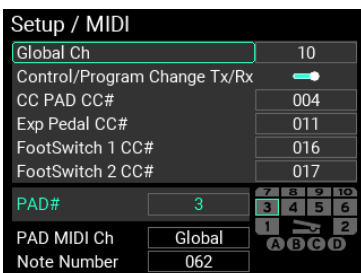 Setup / MIDI
Global Ch 10
Control/Program Change Tx/Rx
CC PAD CC# 004
Exp Pedal CC# 011
FootSwitch 1 CC# 016
FootSwitch 2 CC# 017
PAD# 3
7 8 9 10
3 4 5 6
1 2
A B C D
PAD MIDI Ch Global
Note Number 062